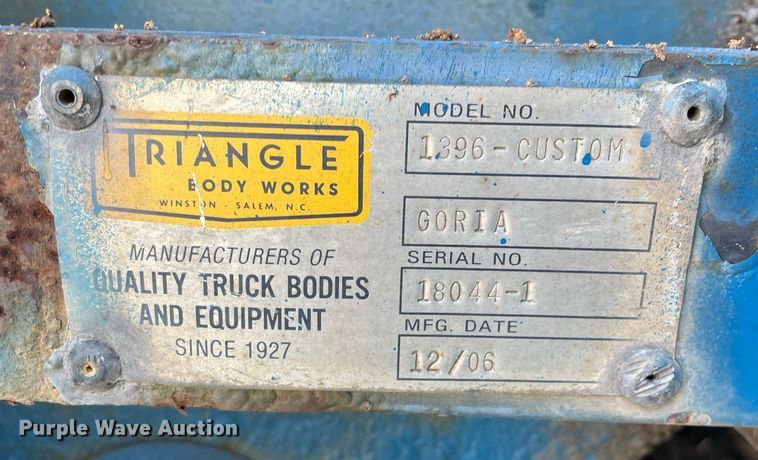 TRIANGLE
BODY WORKS
WINSTON - SALEM, N.C.
MANUFACTURERS OF
QUALITY TRUCK BODIES
AND EQUIPMENT
SINCE 1927
MODEL NO.
1396-CUSTOM
GORIA
SERIAL NO.
18044-1
MFG. DATE
12/06
Purple Wave Auction